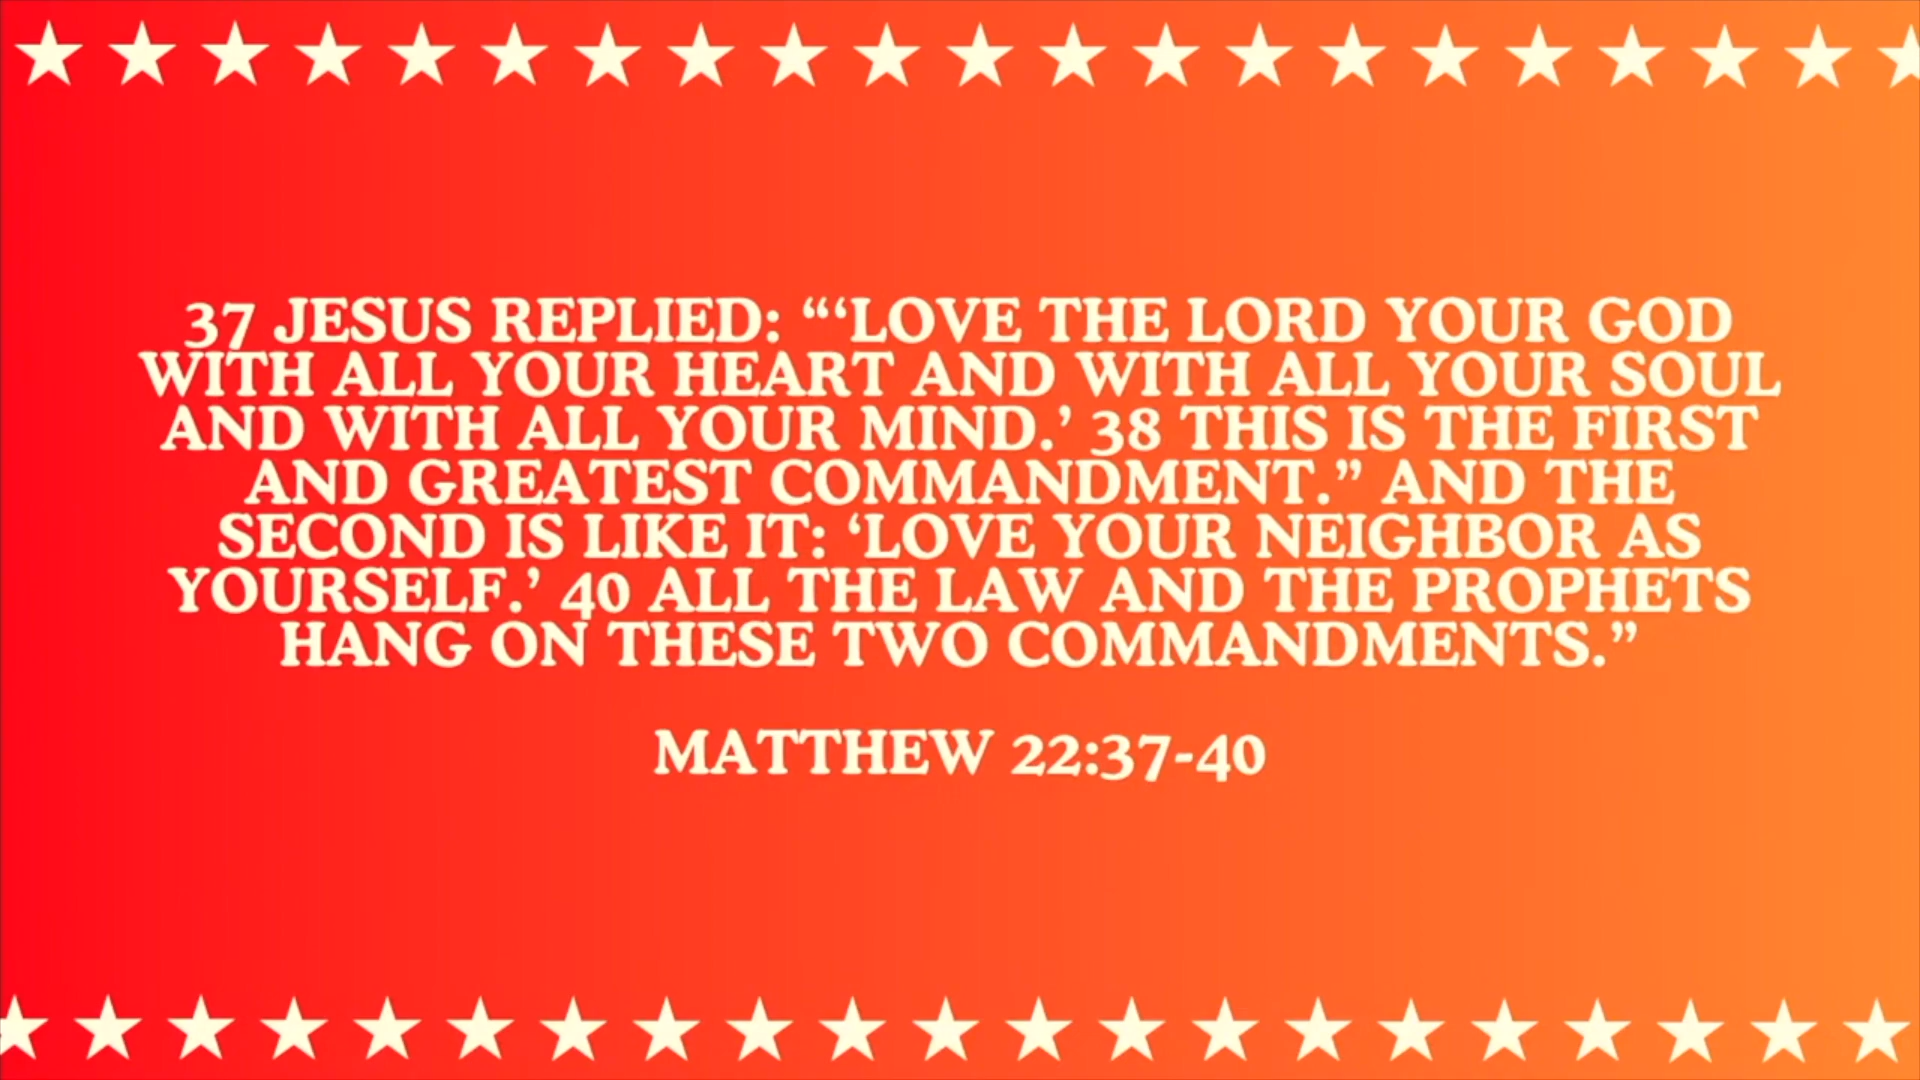 37 JESUS REPLIED: “‘LOVE THE LORD YOUR GOD
WITH ALL YOUR HEART AND WITH ALL YOUR SOUL
AND WITH ALL YOUR MIND.’ 38 THIS IS THE FIRST
AND GREATEST COMMANDMENT.” AND THE
SECOND IS LIKE IT: ‘LOVE YOUR NEIGHBOR AS
YOURSELF.’ 40 ALL THE LAW AND THE PROPHETS
HANG ON THESE TWO COMMANDMENTS.”
MATTHEW 22:37-40